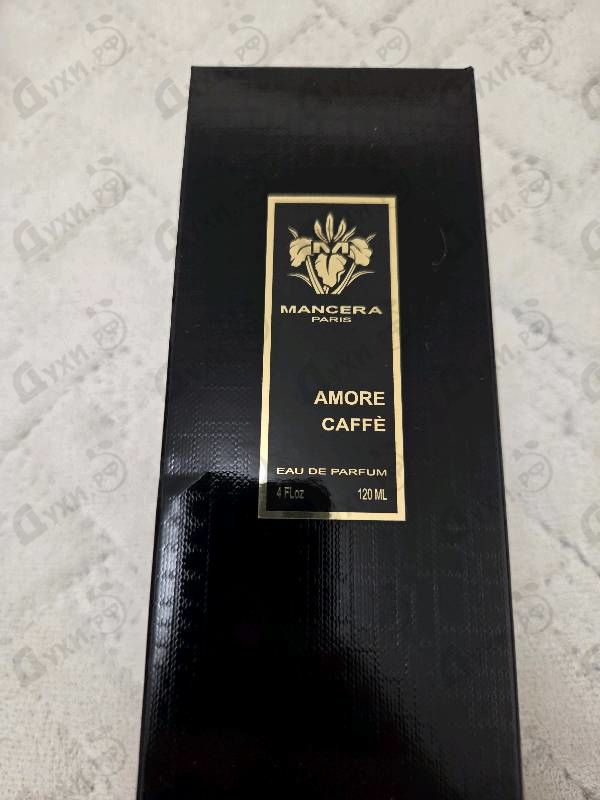 M
MANCERA
PARIS
AMORE
CAFFÈ
EAU DE PARFUM
4 FLoz 120 ML
Духи.РФ